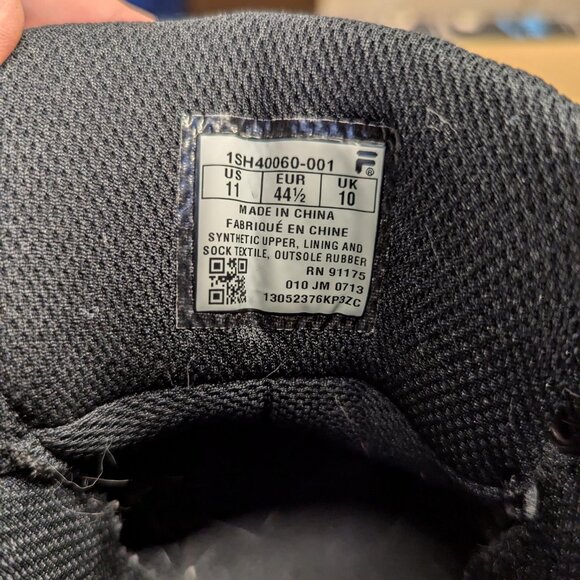 1SH40060-001
US EUR UK
11 44½ 10
MADE IN CHINA
FABRIQUÉ EN CHINE
SYNTHETIC UPPER, LINING AND
SOCK TEXTILE, OUTSOLE RUBBER
RN 91175
010 JM 0713
13052376KP3ZC